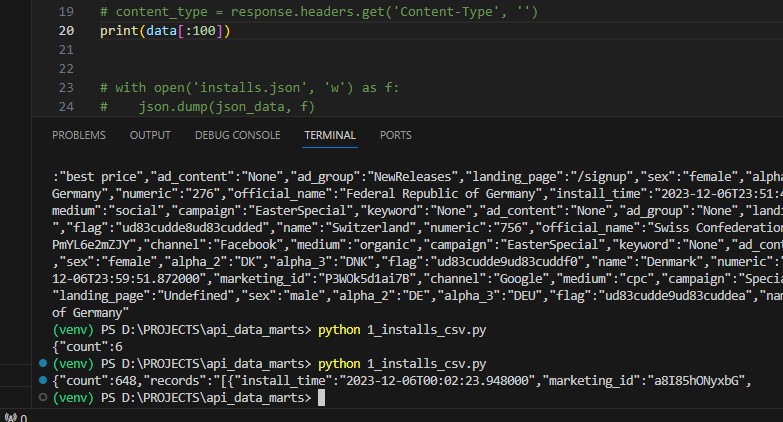 19 # content_type = response.headers.get('Content-Type', '')
20 print(data[:100])
21
22
23 # with open('installs.json', 'w') as f:
24 #    json.dump(json_data, f)
PROBLEMS OUTPUT DEBUG CONSOLE TERMINAL PORTS
:"best price","ad_content":"None","ad_group":"NewReleases","landing_page":"/signup","sex":"female","alpha
Germany","numeric":"276","official_name":"Federal Republic of Germany","install_time":"2023-12-06T23:51:4
medium":"social","campaign":"EasterSpecial","keyword":"None","ad_content":"None","ad_group":"None","land
","flag":"ud83cudde8ud83cudded","name":"Switzerland","numeric":"756","official_name":"Swiss Confederation
PmYL6e2mZJY","channel":"Facebook","medium":"organic","campaign":"EasterSpecial","keyword":"None","ad_cont
,"sex":"female","alpha_2":"DK","alpha_3":"DNK","flag":"ud83cudde9ud83cuddf0","name":"Denmark","numeric":"
12-06T23:59:51.872000","marketing_id":"P3WOk5d1ai7B","channel":"Google","medium":"cpc","campaign":"Specia
"landing_page":"Undefined","sex":"male","alpha_2":"DE","alpha_3":"DEU","flag":"ud83cudde9ud83cuddea","nam
of Germany"
(venv) PS D:\PROJECTS\api_data_marts> python 1_installs_csv.py
{"count":6
(venv) PS D:\PROJECTS\api_data_marts> python 1_installs_csv.py
{"count":648,"records":"[{"install_time":"2023-12-06T00:02:23.948000","marketing_id":"a8I85hONyxbG",
(venv) PS D:\PROJECTS\api_data_marts>
0